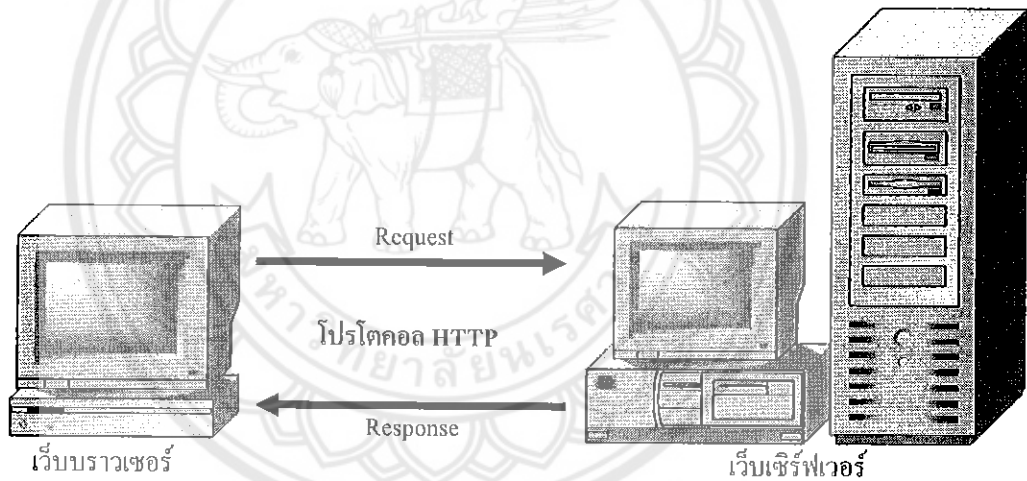 Request
โปรโตคอล HTTP
Response
เว็บบราวเซอร์
เว็บเซิร์ฟเวอร์